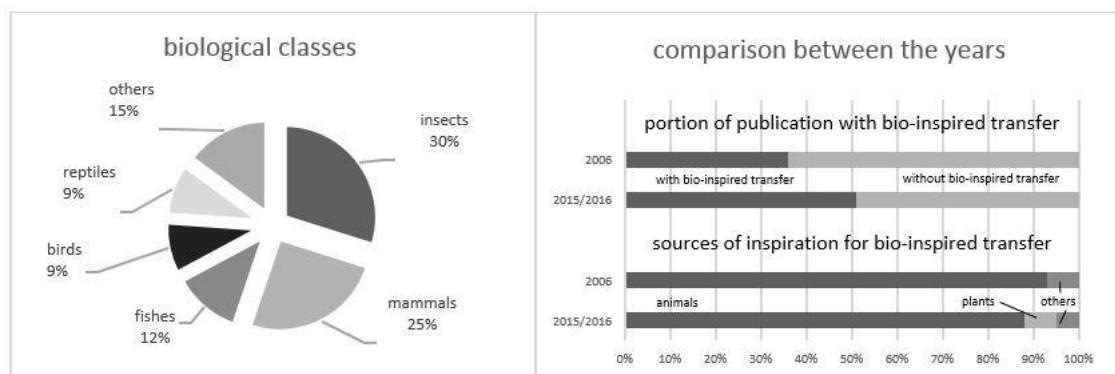 biological classes
others
15%
insects
30%
reptiles
9%
birds
9%
fishes
12%
mammals
25%
comparison between the years
portion of publication with bio-inspired transfer
2006
with bio-inspired transfer
without bio-inspired transfer
2015/2016
sources of inspiration for bio-inspired transfer
2006
animals
plants
others
2015/2016
0% 10% 20% 30% 40% 50% 60% 70% 80% 90% 100%